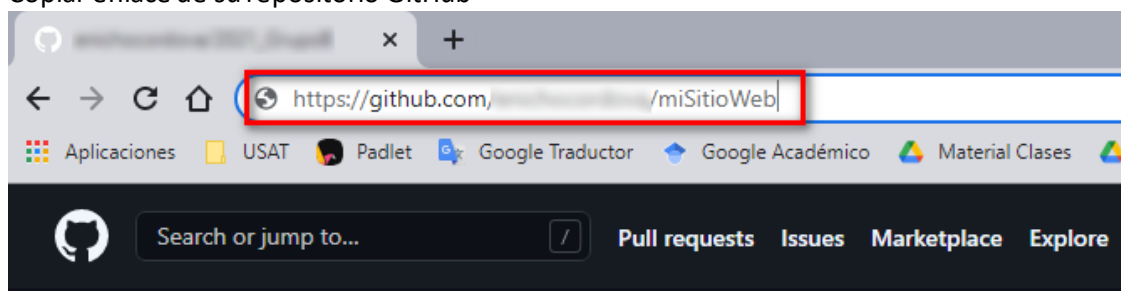 Copiar enlace de su repositorio GitHub
× +
https://github.com/ /miSitioWeb
Aplicaciones USAT Padlet Google Traductor Google Académico Material Clases
Search or jump to... / Pull requests Issues Marketplace Explore